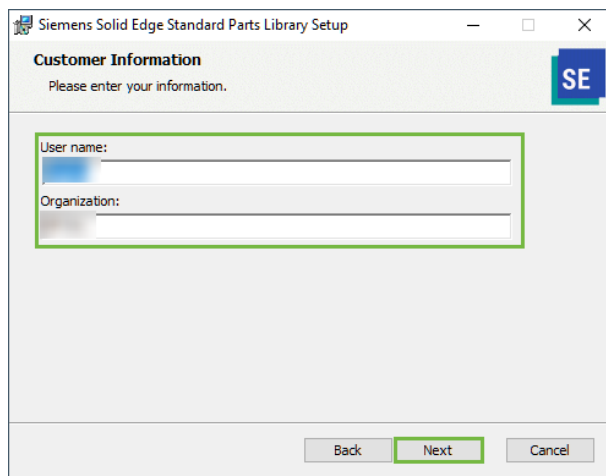 Siemens Solid Edge Standard Parts Library Setup
Customer Information
Please enter your information.
SE
User name:
Organization:
Back Next Cancel